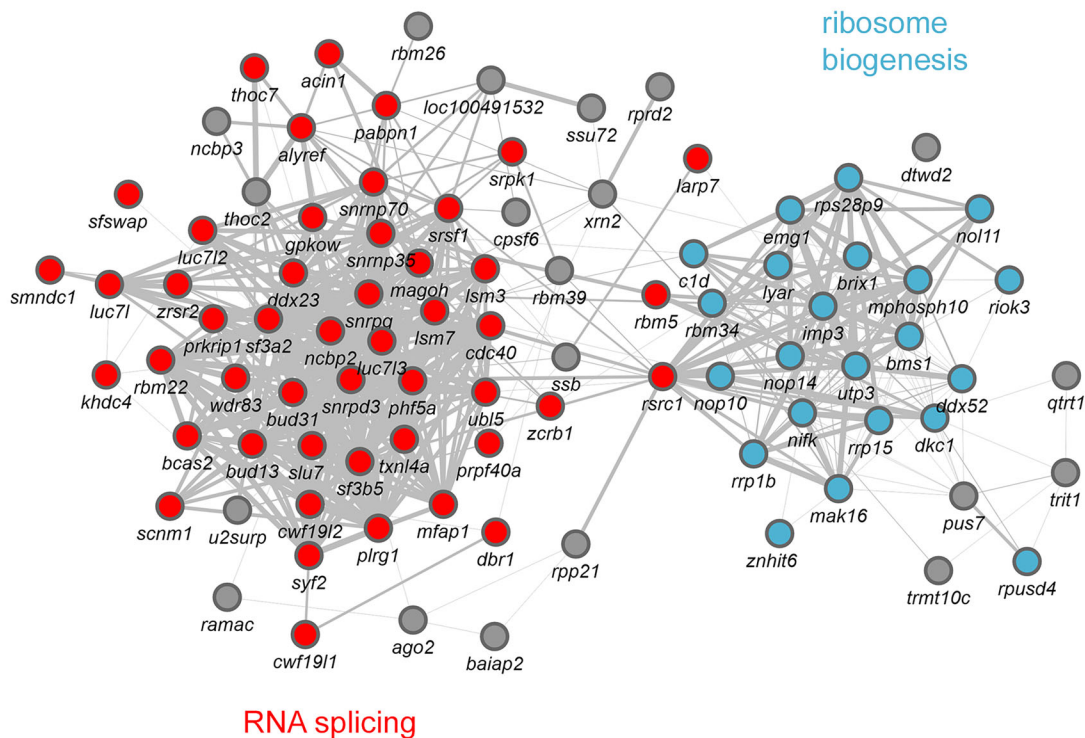 ribosome
biogenesis
rbm26
acin1
thoc7
loc100491532
pabpn1
ssu72
rprd2
ncbp3
alyref
dtwd2
srpk1
larp7
sfswap
thoc2
snrnp70
rps28p9
gpkow
srsf1
cpsf6
xrn2
emg1
nol11
luc7l2
snrnp35
smndc1
luc7l
zrsr2
ddx23
magoh
lsm3
rbm39
c1d
lyar
brix1
mphosph10
riok3
snrpg
rbm5
rbm34
imp3
prkrip1
sf3a2
ncbp2
luc7l3
lsm7
cdc40
bms1
khdc4
rbm22
ssb
nop14
utp3
wdr83
bud31
snrpd3
phf5a
ubl5
zcrb1
rsrc1
nop10
ddx52
qtrt1
nifk
rrp15
dkc1
bcas2
bud13
slu7
sf3b5
txnl4a
prpf40a
rrp1b
mak16
pus7
trit1
scnm1
u2surp
cwf19l2
plrg1
mfap1
dbr1
rpp21
znhit6
syf2
trmt10c
rpusd4
ramac
cwf19l1
ago2
baiap2
RNA splicing